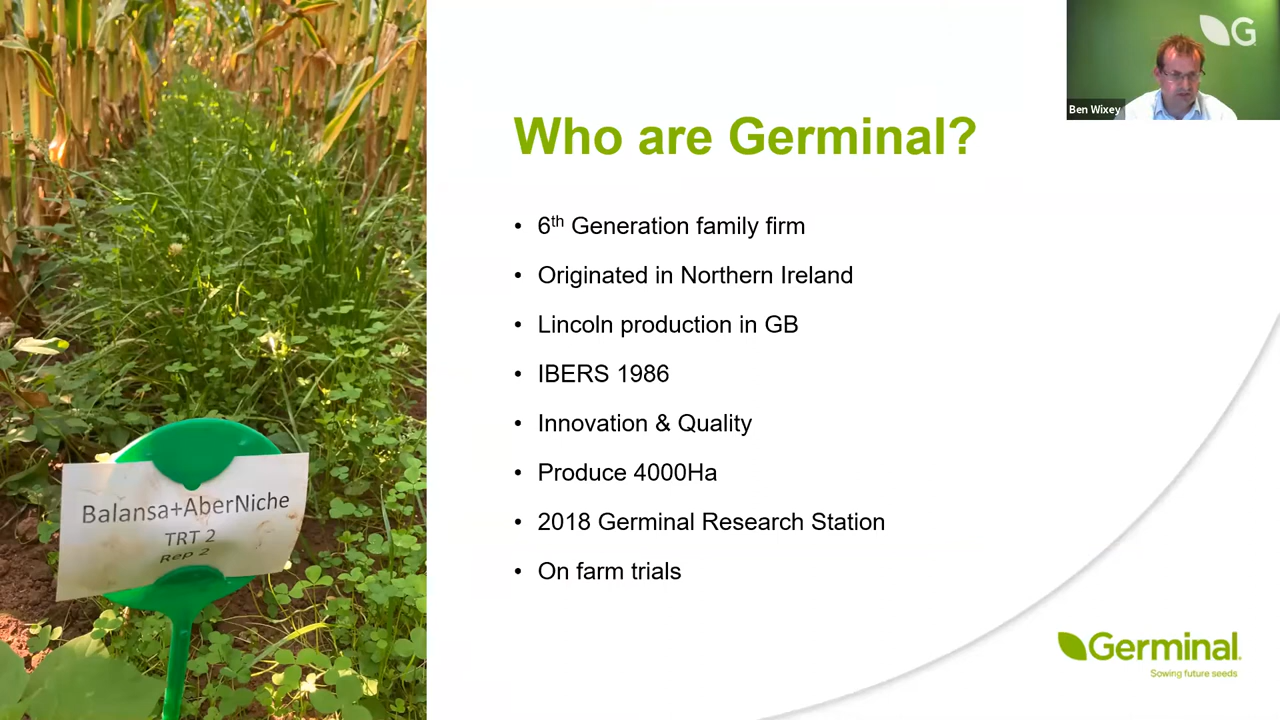 G
Ben Wixey
Who are Germinal?
• 6th Generation family firm
• Originated in Northern Ireland
• Lincoln production in GB
• IBERS 1986
• Innovation & Quality
• Produce 4000Ha
• 2018 Germinal Research Station
• On farm trials
Balansa+AberNiche
TRT 2
Rep 2
Germinal
Sowing future seeds